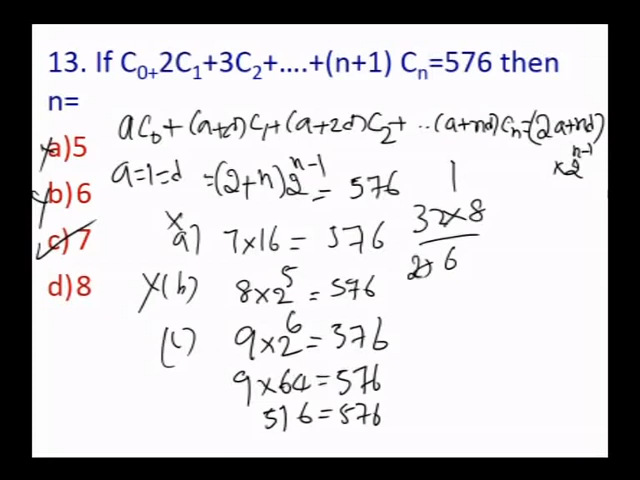 13. If C0+2C1+3C2+....+(n+1) Cn=576 then
n=
aC0+(a+d)C1+(a+2d)C2+ ..(a+nd)Cn=(2a+nd)
×2^n-1
a)5
a=1=d =(2+n)2^n-1 = 576
b)6
x a) 7×16 = 576
1
32×8
256
c) 7
x(b) 8×2^5 = 576
d)8
(c) 9×2^6 = 376
9×64=576
576=576